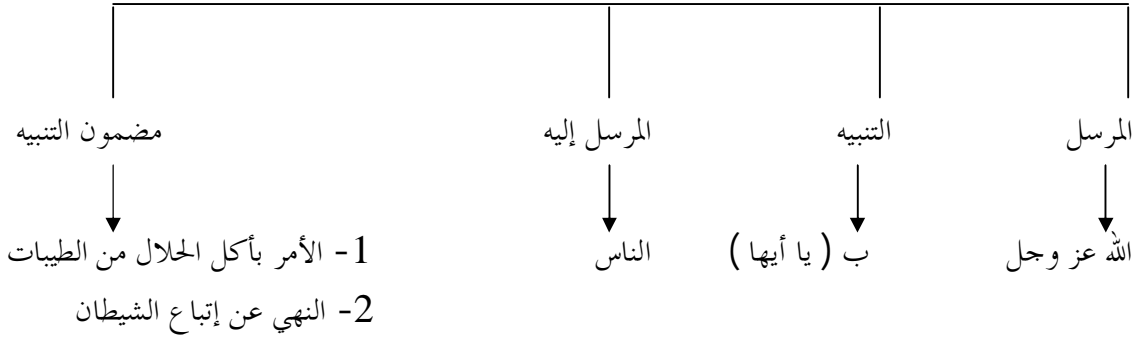 المرسل التنبيه المرسل إليه مضمون التنبيه
الله عز وجل ب ( يا أيها ) الناس 1- الأمر بأكل الحلال من الطيبات
2- النهي عن إتباع الشيطان